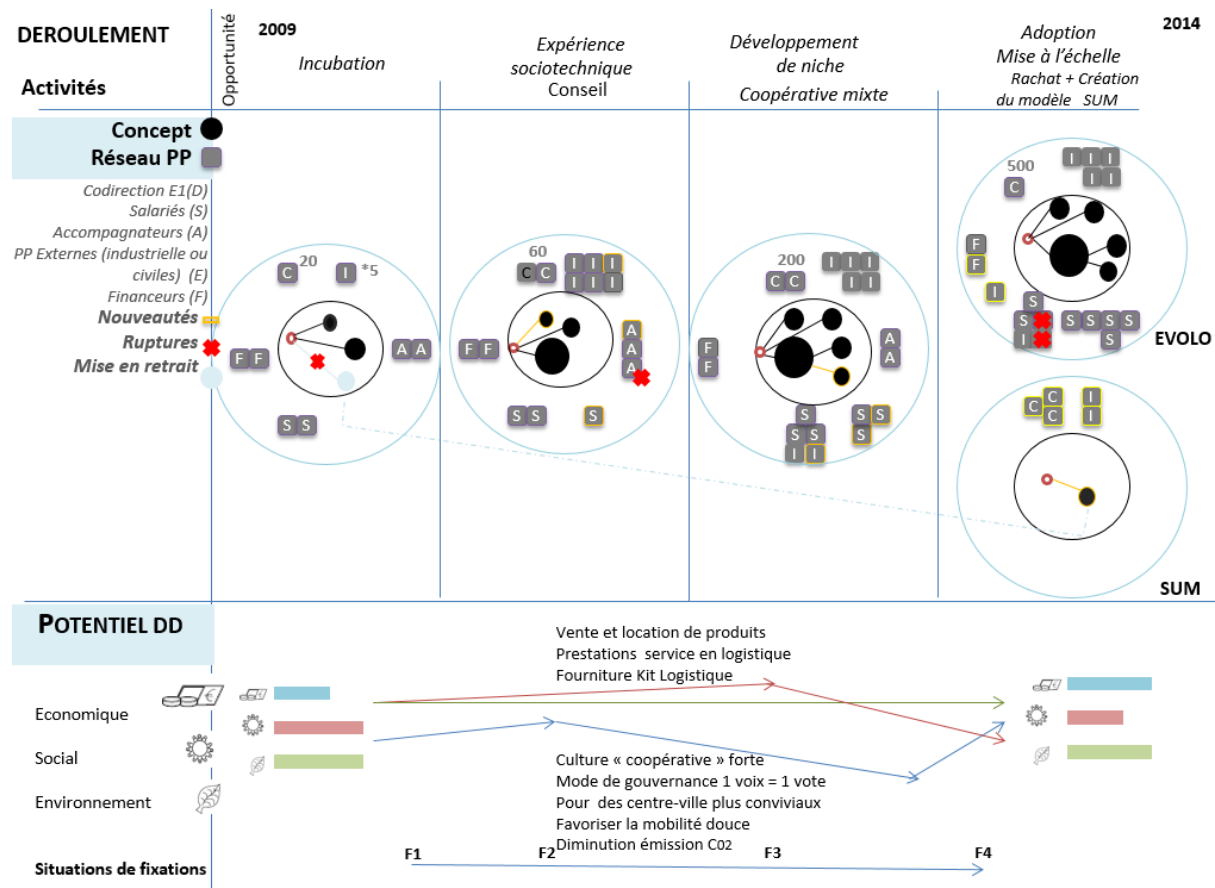 DEROULEMENT
Opportunité
2009
2014
Incubation
Expérience
sociotechnique
Conseil
Développement
de niche
Coopérative mixte
Adoption
Mise à l'échelle
Rachat + Création
du modèle SUM
Activités
Concept
Réseau PP
Codirection E1(D)
Salariés (S)
Accompagnateurs (A)
PP Externes (industrielle ou
civiles) (E)
Financeurs (F)
Nouveautés
Ruptures
Mise en retrait
C 20 I *5
F F
A A
S S
60
C C I I I
I I I
F F
A
A
A
S S S
200
C C I I I
I I
F
F
A
A
S S S
S S S
I I
500
C
I I I
I I
F
F
I
S
S S S S S
I S
EVOLO
C C I
C I
SUM
POTENTIEL DD
Economique
Social
Environnement
Vente et location de produits
Prestations service en logistique
Fourniture Kit Logistique
Culture « coopérative » forte
Mode de gouvernance 1 voix = 1 vote
Pour des centre-ville plus conviviaux
Favoriser la mobilité douce
Diminution émission C02
Situations de fixations
F1 F2 F3 F4